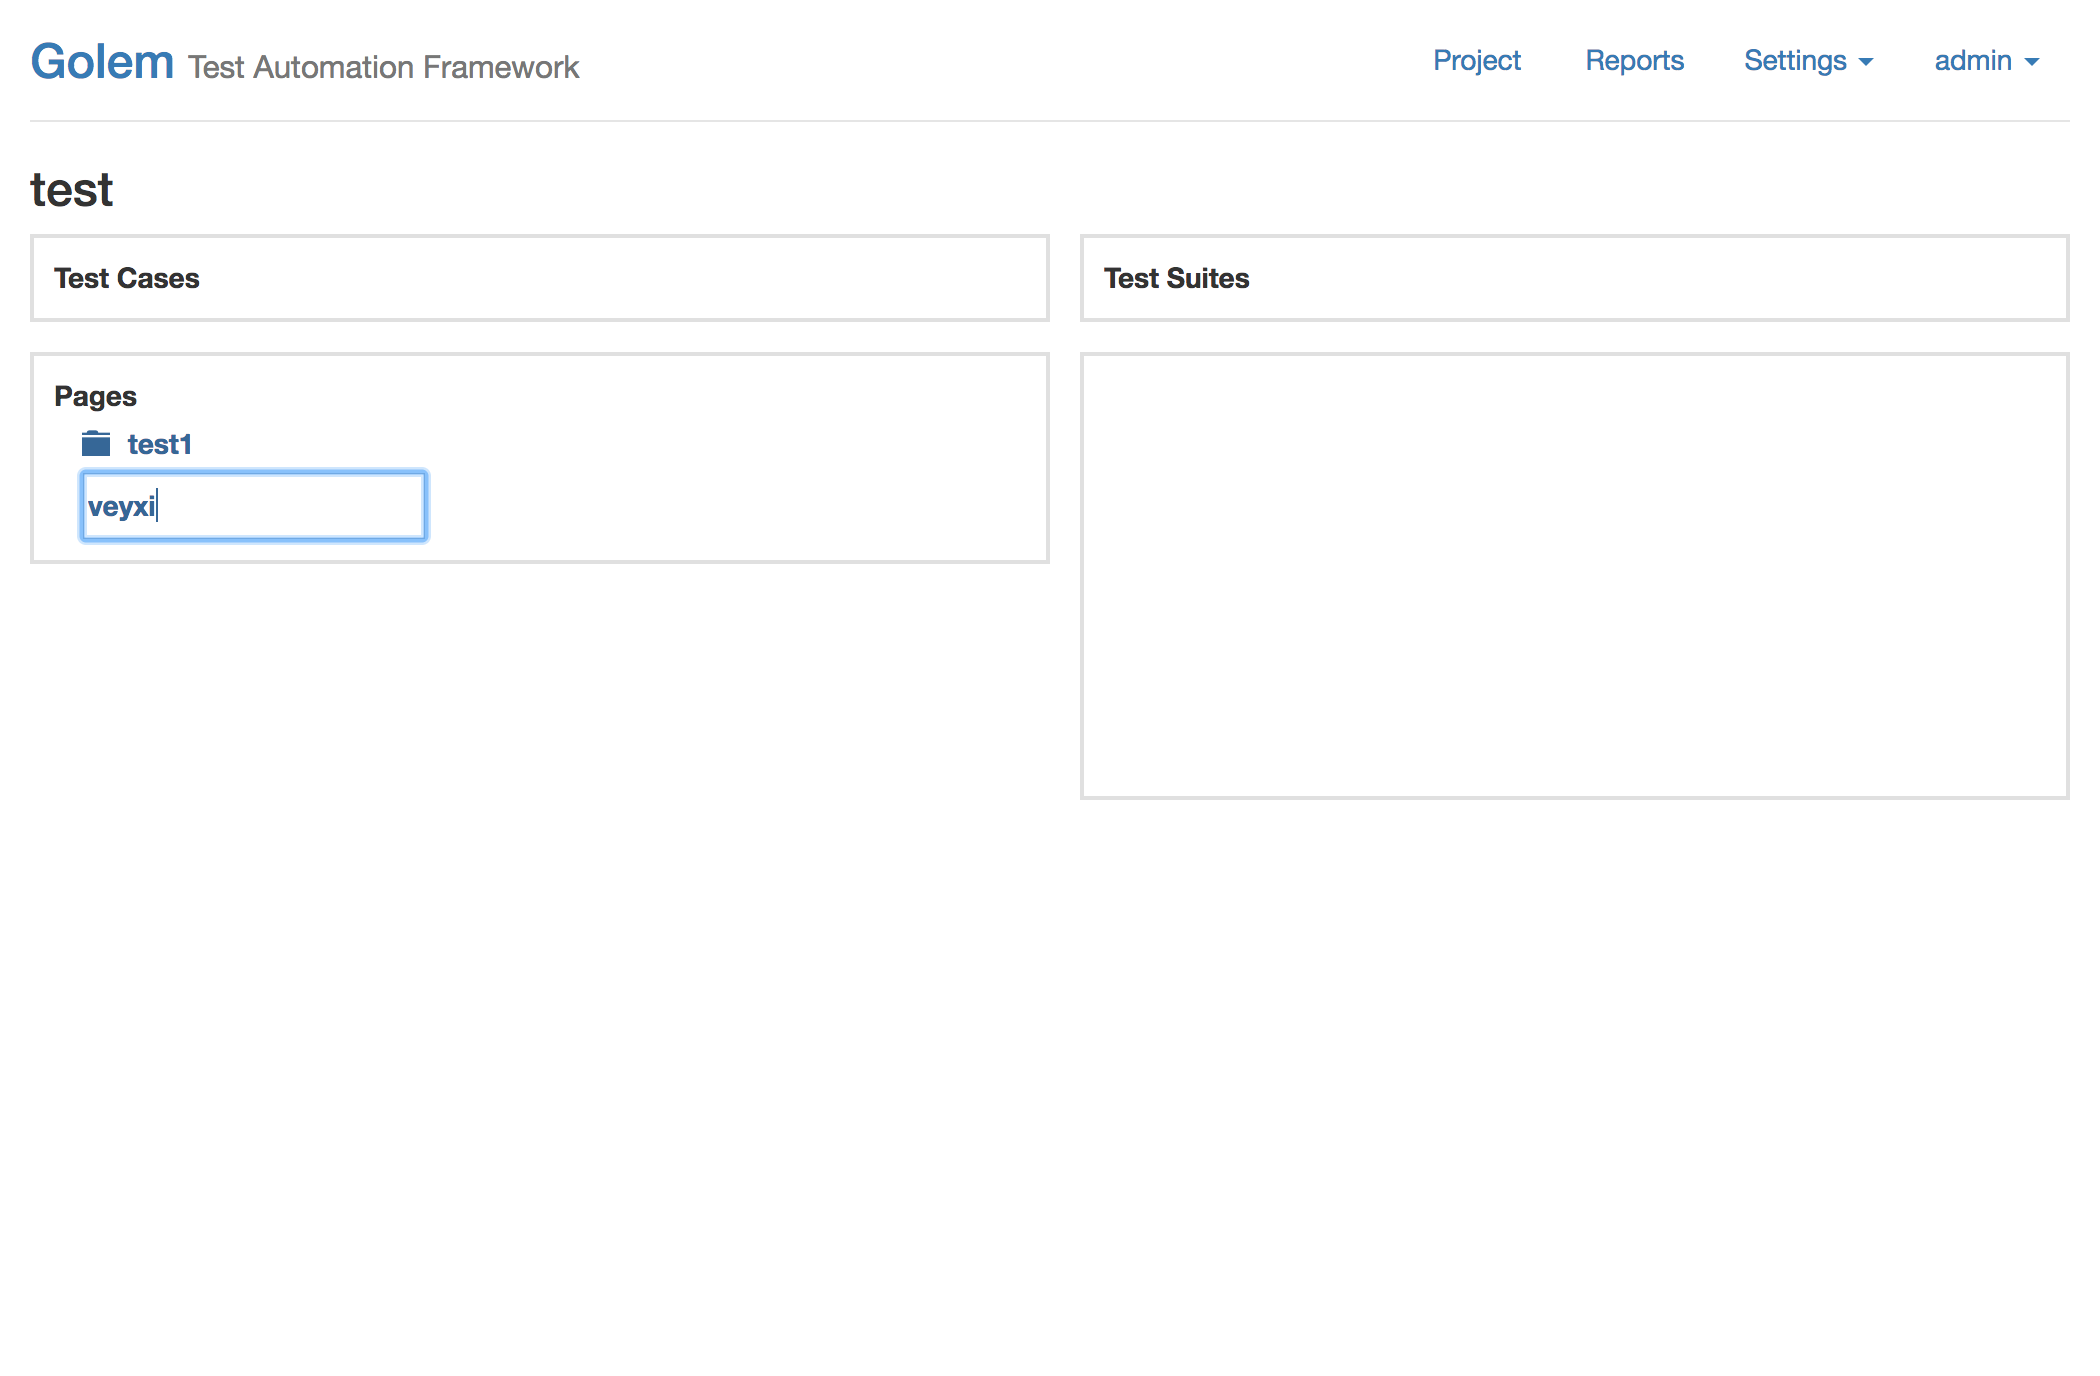 Golem Test Automation Framework
Project Reports Settings admin
test
Test Cases
Test Suites
Pages
test1
veyxi